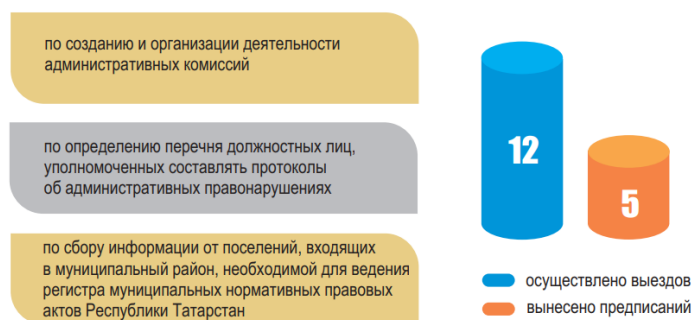 по созданию и организации деятельности
административных комиссий
по определению перечня должностных лиц,
уполномоченных составлять протоколы
об административных правонарушениях
по сбору информации от поселений, входящих
в муниципальный район, необходимой для ведения
регистра муниципальных нормативных правовых
актов Республики Татарстан
12
5
осуществлено выездов
вынесено предписаний